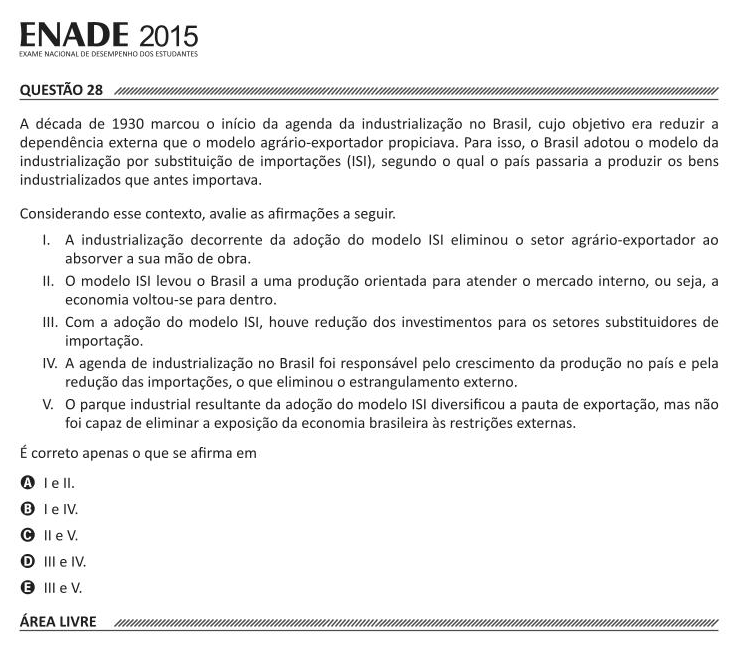 ENADE 2015
EXAME NACIONAL DE DESEMPENHO DOS ESTUDANTES
QUESTÃO 28
A década de 1930 marcou o início da agenda da industrialização no Brasil, cujo objetivo era reduzir a
dependência externa que o modelo agrário-exportador propiciava. Para isso, o Brasil adotou o modelo da
industrialização por substituição de importações (ISI), segundo o qual o país passaria a produzir os bens
industrializados que antes importava.
Considerando esse contexto, avalie as afirmações a seguir.
I. A industrialização decorrente da adoção do modelo ISI eliminou o setor agrário-exportador ao
absorver a sua mão de obra.
II. O modelo ISI levou o Brasil a uma produção orientada para atender o mercado interno, ou seja, a
economia voltou-se para dentro.
III. Com a adoção do modelo ISI, houve redução dos investimentos para os setores substituidores de
importação.
IV. A agenda de industrialização no Brasil foi responsável pelo crescimento da produção no país e pela
redução das importações, o que eliminou o estrangulamento externo.
V. O parque industrial resultante da adoção do modelo ISI diversificou a pauta de exportação, mas não
foi capaz de eliminar a exposição da economia brasileira às restrições externas.
É correto apenas o que se afirma em
A I e II.
B I e IV.
C II e V.
D III e IV.
E III e V.
ÁREA LIVRE